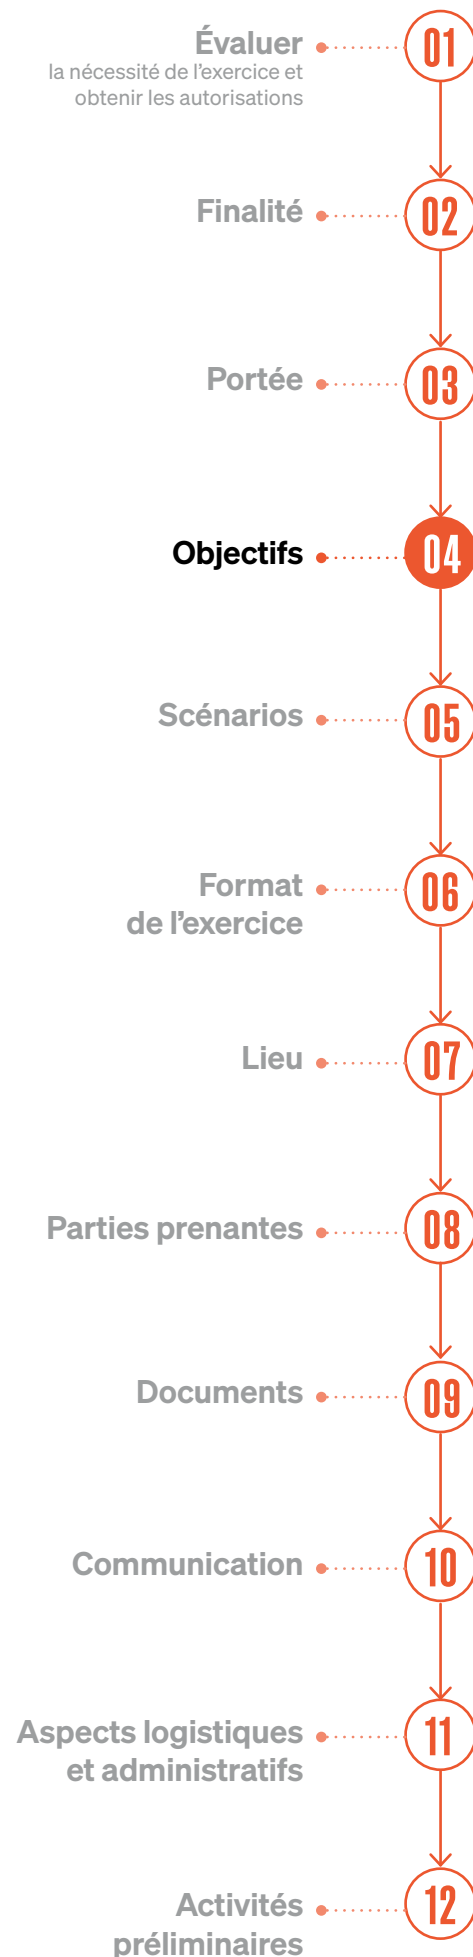 Évaluer
01
la nécessité de l’exercice et
obtenir les autorisations
Finalité
02
Portée
03
Objectifs
04
Scénarios
05
Format
de l’exercice
06
Lieu
07
Parties prenantes
08
Documents
09
Communication
10
Aspects logistiques
et administratifs
11
Activités
préliminaires
12